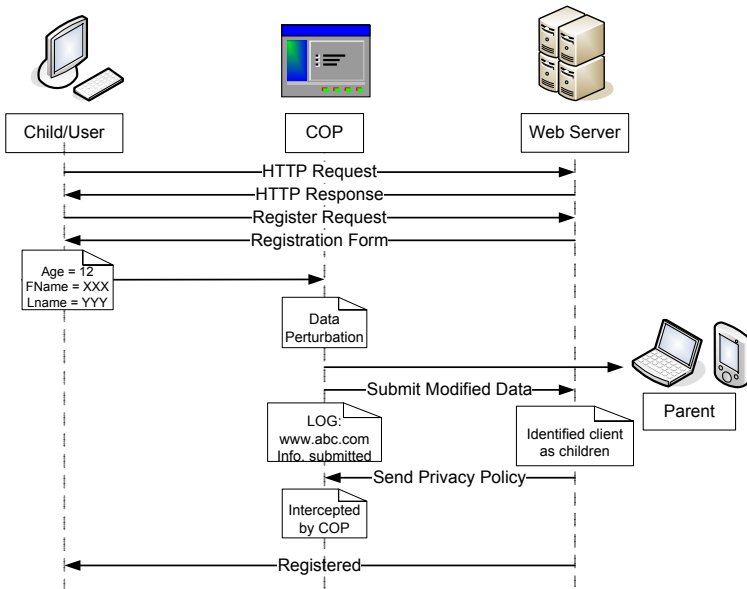 Child/User
COP
Web Server
HTTP Request
HTTP Response
Register Request
Registration Form
Age = 12
FName = XXX
Lname = YYY
Data
Perturbation
Submit Modified Data
Parent
LOG:
www.abc.com
Info. submitted
Identified client
as children
Send Privacy Policy
Intercepted
by COP
Registered